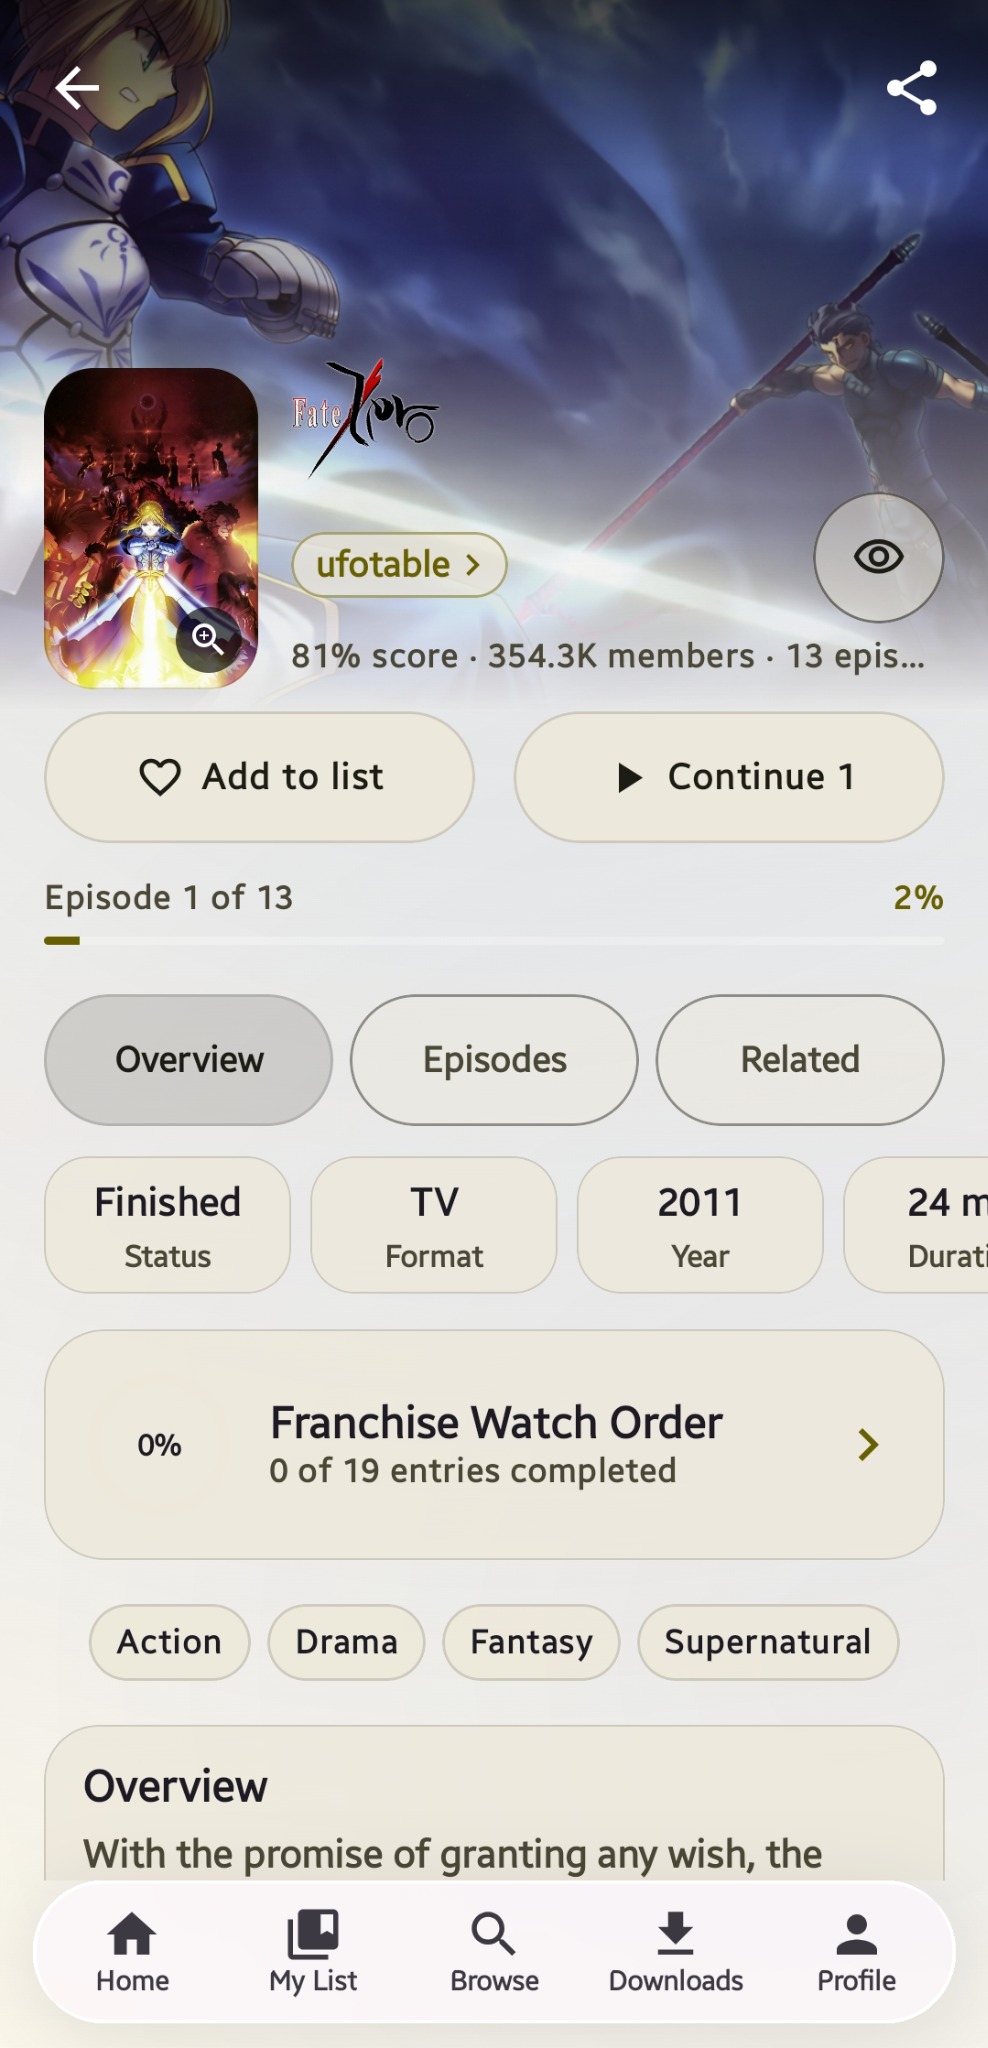 Fate/Zero
ufotable
81% score · 354.3K members · 13 epis...
Add to list
Continue 1
Episode 1 of 13
2%
Overview
Episodes
Related
Finished
Status
TV
Format
2011
Year
24 m
Durati
0%
Franchise Watch Order
0 of 19 entries completed
Action
Drama
Fantasy
Supernatural
Overview
With the promise of granting any wish, the
Home
My List
Browse
Downloads
Profile